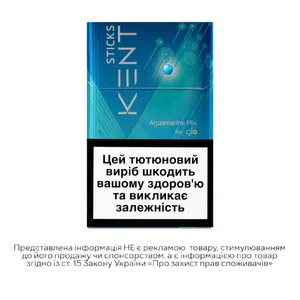 KENT
STICKS
Aquamarine Mix
for glo
Цей тютюновий
виріб шкодить
вашому здоров'ю
та викликає
залежність
Представлена інформація НЕ є рекламою товару, стимулюванням
до його продажу чи спонсорством, а є інформацією про товар
згідно із ст. 15 Закону України «Про захист прав споживачів»